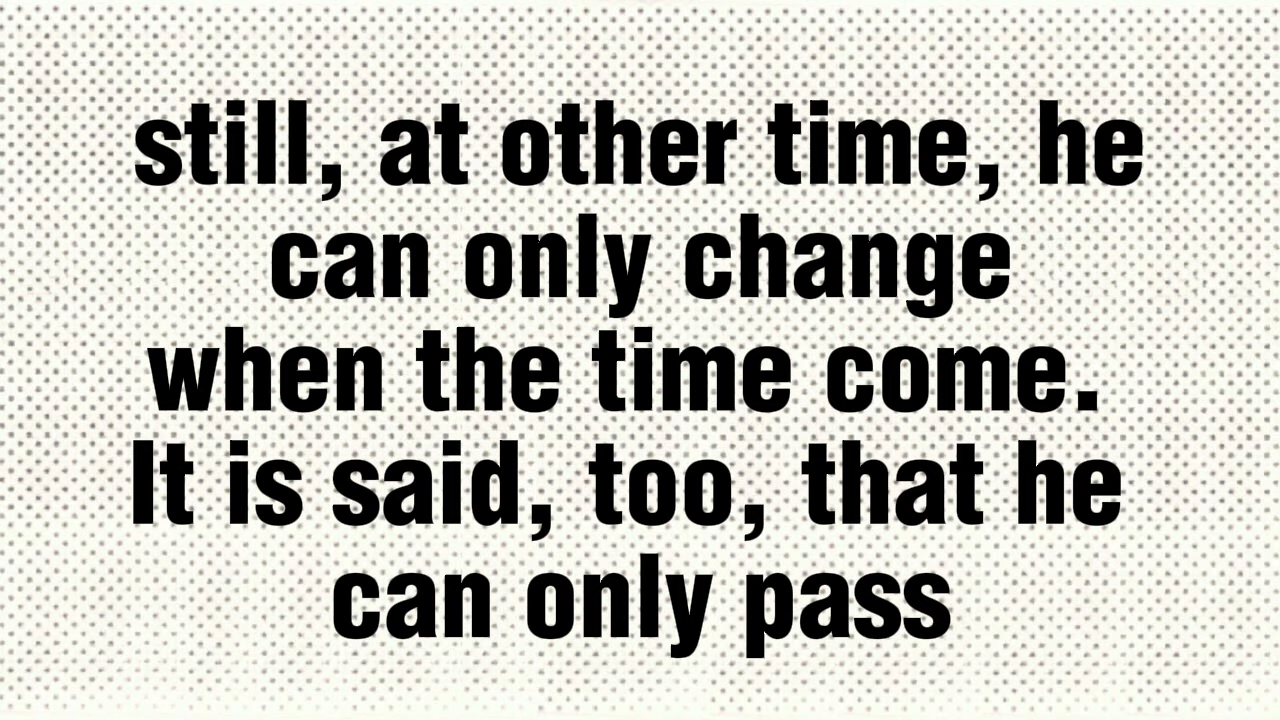 still, at other time, he
can only change
when the time come.
It is said, too, that he
can only pass